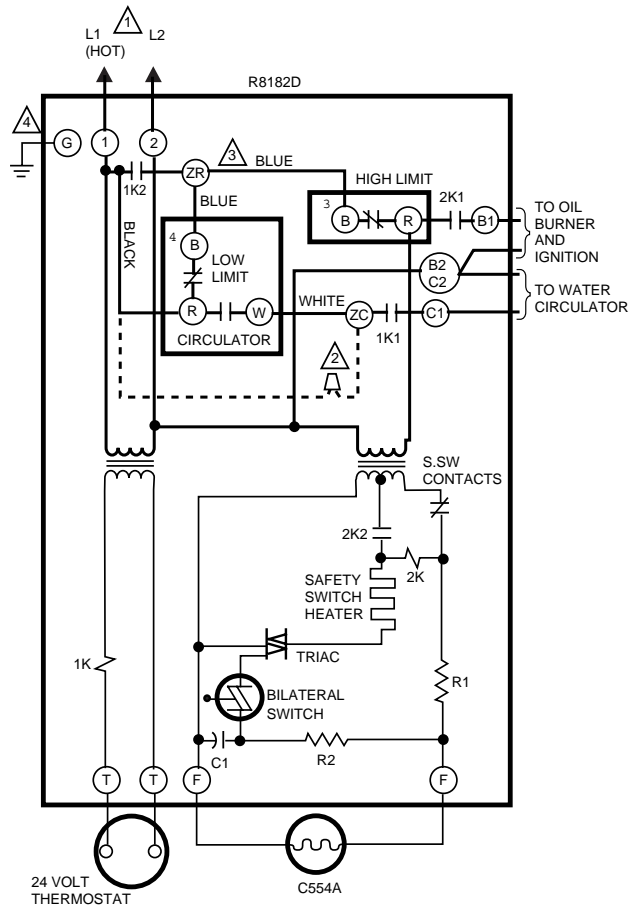 1
L1
(HOT)
L2
R8182D
4
G
1
2
1K2
ZR
3
BLUE
HIGH LIMIT
2K1
3
B
R
B1
TO OIL
BURNER
AND
IGNITION
BLUE
BLACK
4
B
LOW
LIMIT
R
W
CIRCULATOR
WHITE
ZC
1K1
B2
C2
C1
TO WATER
CIRCULATOR
2
S.SW
CONTACTS
2K2
2K
SAFETY
SWITCH
HEATER
TRIAC
1K
BILATERAL
SWITCH
R1
C1
R2
T
T
F
F
24 VOLT
THERMOSTAT
C554A